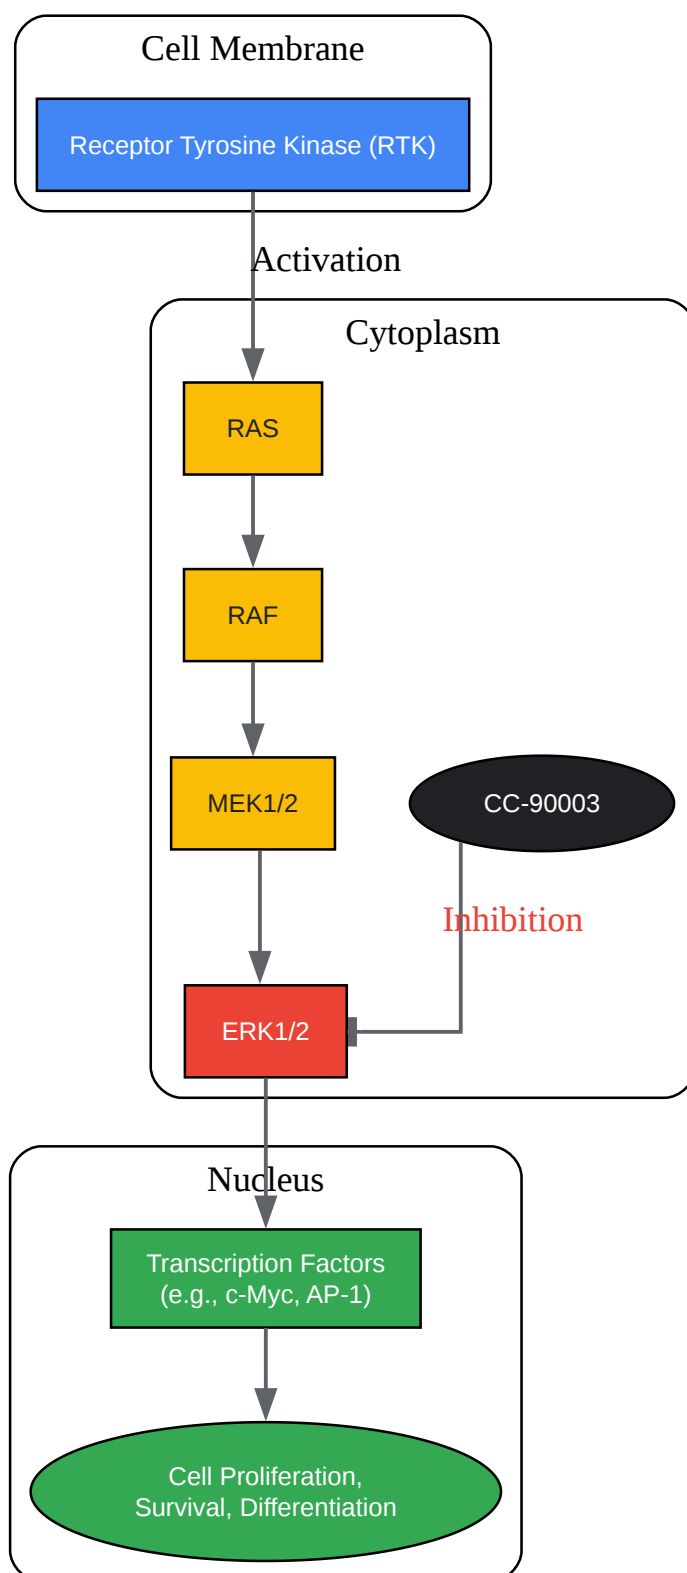 Cell Membrane
Receptor Tyrosine Kinase (RTK)
Activation
Cytoplasm
RAS
RAF
MEK1/2
CC-90003
Inhibition
ERK1/2
Nucleus
Transcription Factors
(e.g., c-Myc, AP-1)
Cell Proliferation,
Survival, Differentiation